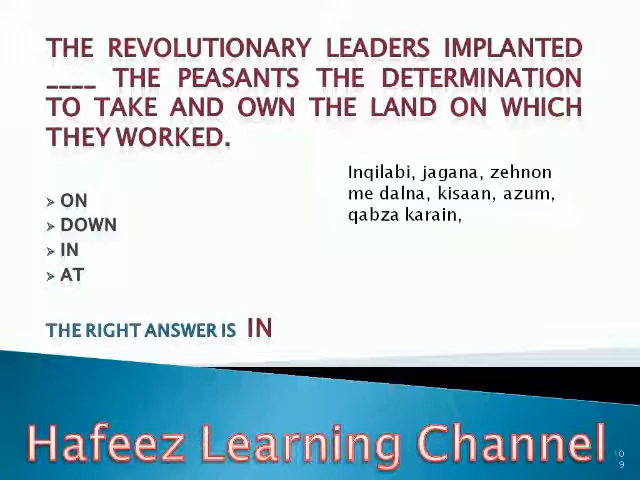 THE REVOLUTIONARY LEADERS IMPLANTED
____ THE PEASANTS THE DETERMINATION
TO TAKE AND OWN THE LAND ON WHICH
THEY WORKED.
Inqilabi, jagana, zehnon
me dalna, kisaan, azum,
qabza karain,
ON
DOWN
IN
AT
THE RIGHT ANSWER IS IN
Hafeez Learning Channel
09